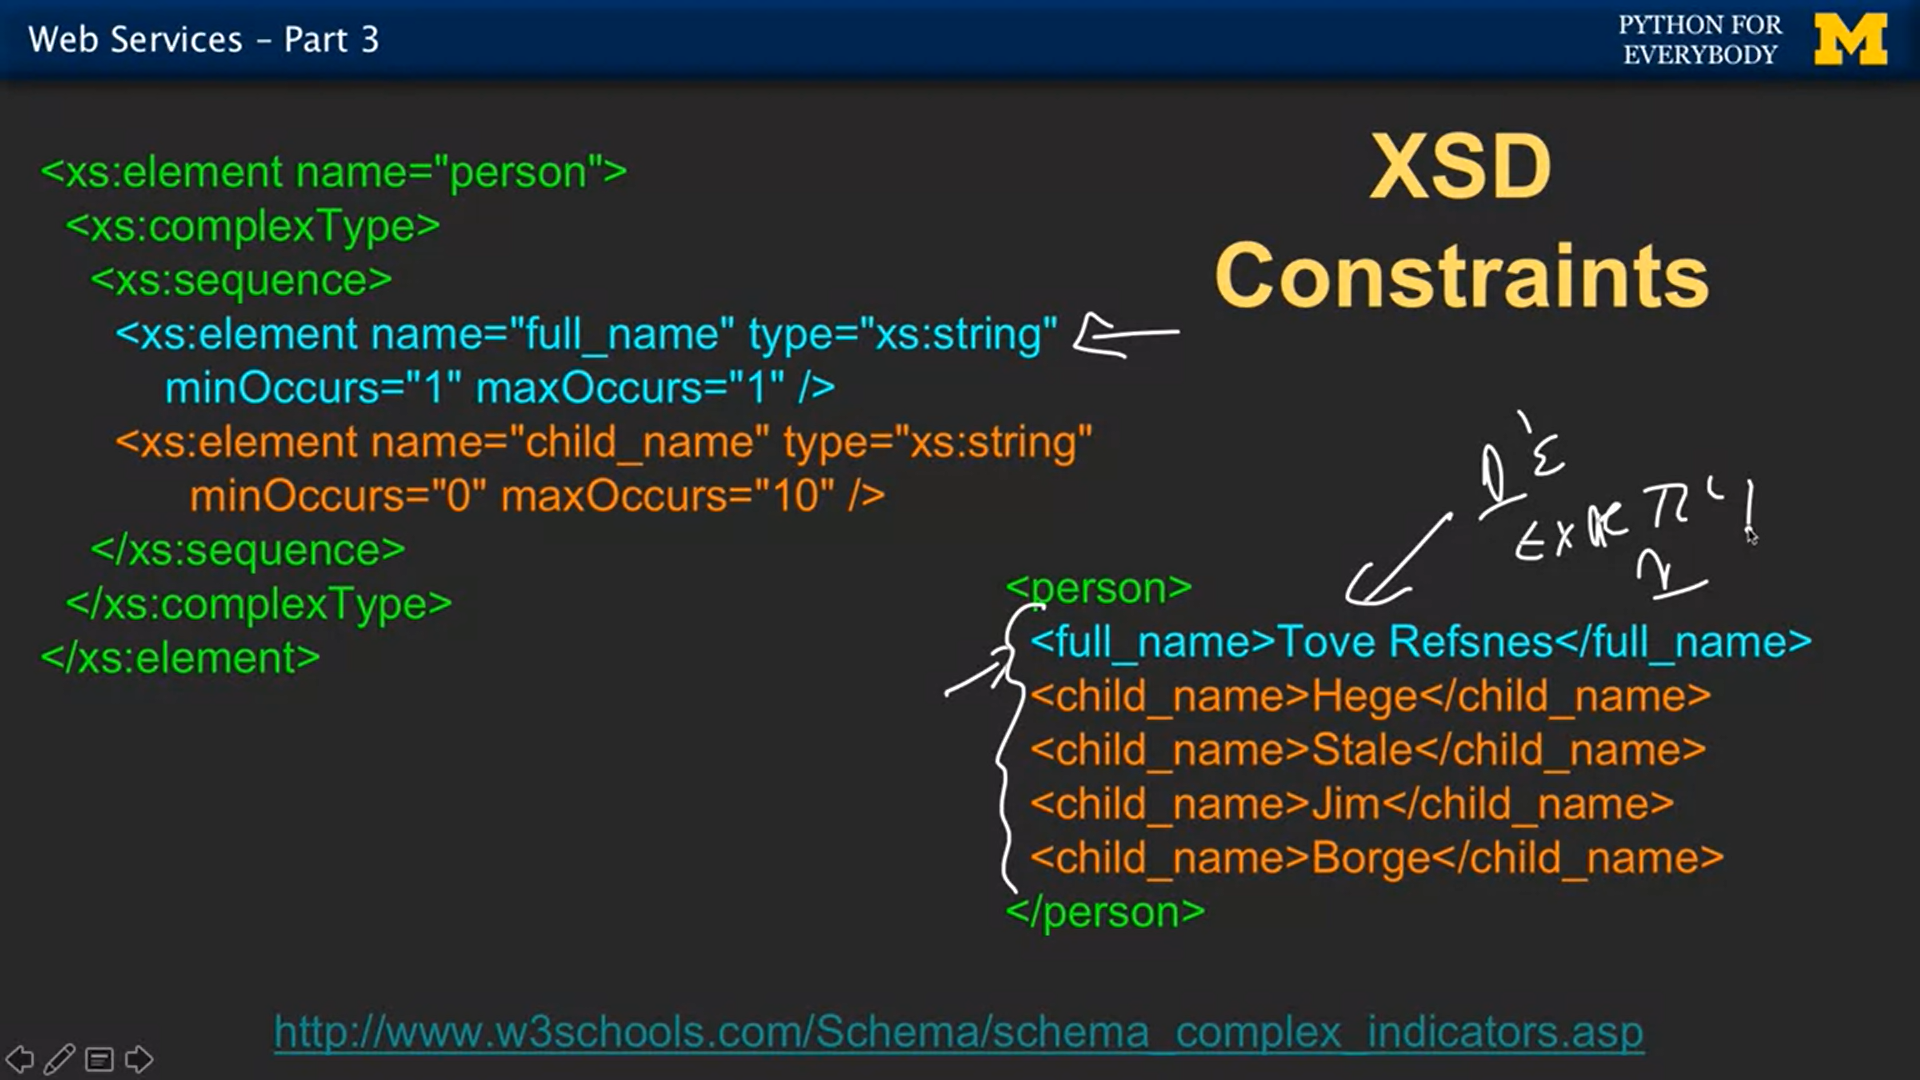 Web Services – Part 3
PYTHON FOR
EVERYBODY
M
XSD
Constraints
<xs:element name="person">
<xs:complexType>
<xs:sequence>
<xs:element name="full_name" type="xs:string"
minOccurs="1" maxOccurs="1" />
<xs:element name="child_name" type="xs:string"
minOccurs="0" maxOccurs="10" />
</xs:sequence>
</xs:complexType>
</xs:element>
<person>
<full_name>Tove Refsnes</full_name>
<child_name>Hege</child_name>
<child_name>Stale</child_name>
<child_name>Jim</child_name>
<child_name>Borge</child_name>
</person>
http://www.w3schools.com/Schema/schema_complex_indicators.asp